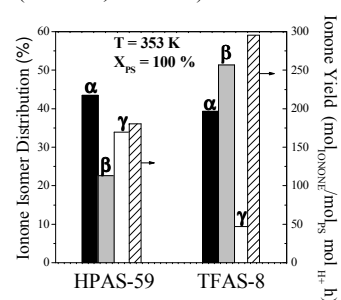 T = 353 K
X_PS = 100 %
Ionone Isomer Distribution (%)
60
50
40
30
20
10
0
α
β
γ
α
β
γ
300
250
200
150
100
50
0
Ionone Yield (mol_IONONE/mol_PS mol_H+ h)
HPAS-59
TFAS-8